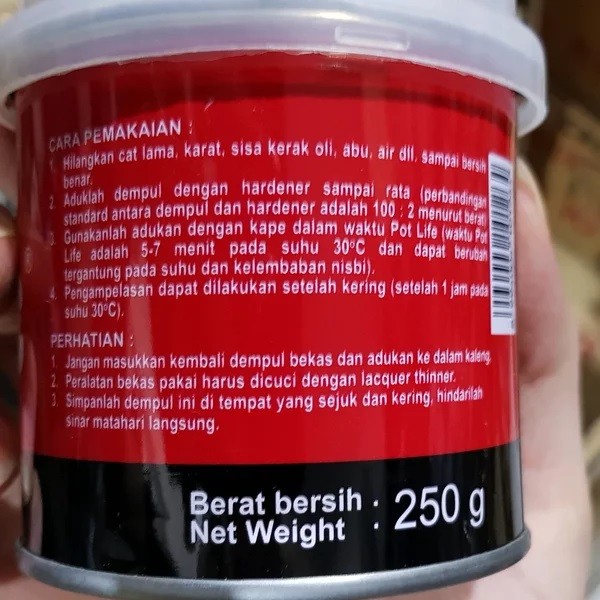 CARA PEMAKAIAN :
1. Hilangkan cat lama, karat, sisa kerak oli, abu, air dll, sampai bersih
benar.
2. Aduklah dempul dengan hardener sampai rata (perbandingan
standard antara dempul dan hardener adalah 100 : 2 menurut berat)
3. Gunakanlah adukan dengan kape dalam waktu Pot Life (waktu Pot
Life adalah 5-7 menit pada suhu 30°C dan dapat berubah
tergantung pada suhu dan kelembaban nisbi).
4. Pengampelasan dapat dilakukan setelah kering (setelah 1 jam pada
suhu 30°C).
PERHATIAN :
1. Jangan masukkan kembali dempul bekas dan adukan ke dalam kaleng.
2. Peralatan bekas pakai harus dicuci dengan lacquer thinner.
3. Simpanlah dempul ini di tempat yang sejuk dan kering, hindarilah
sinar matahari langsung.
Berat bersih : 250 g
Net Weight